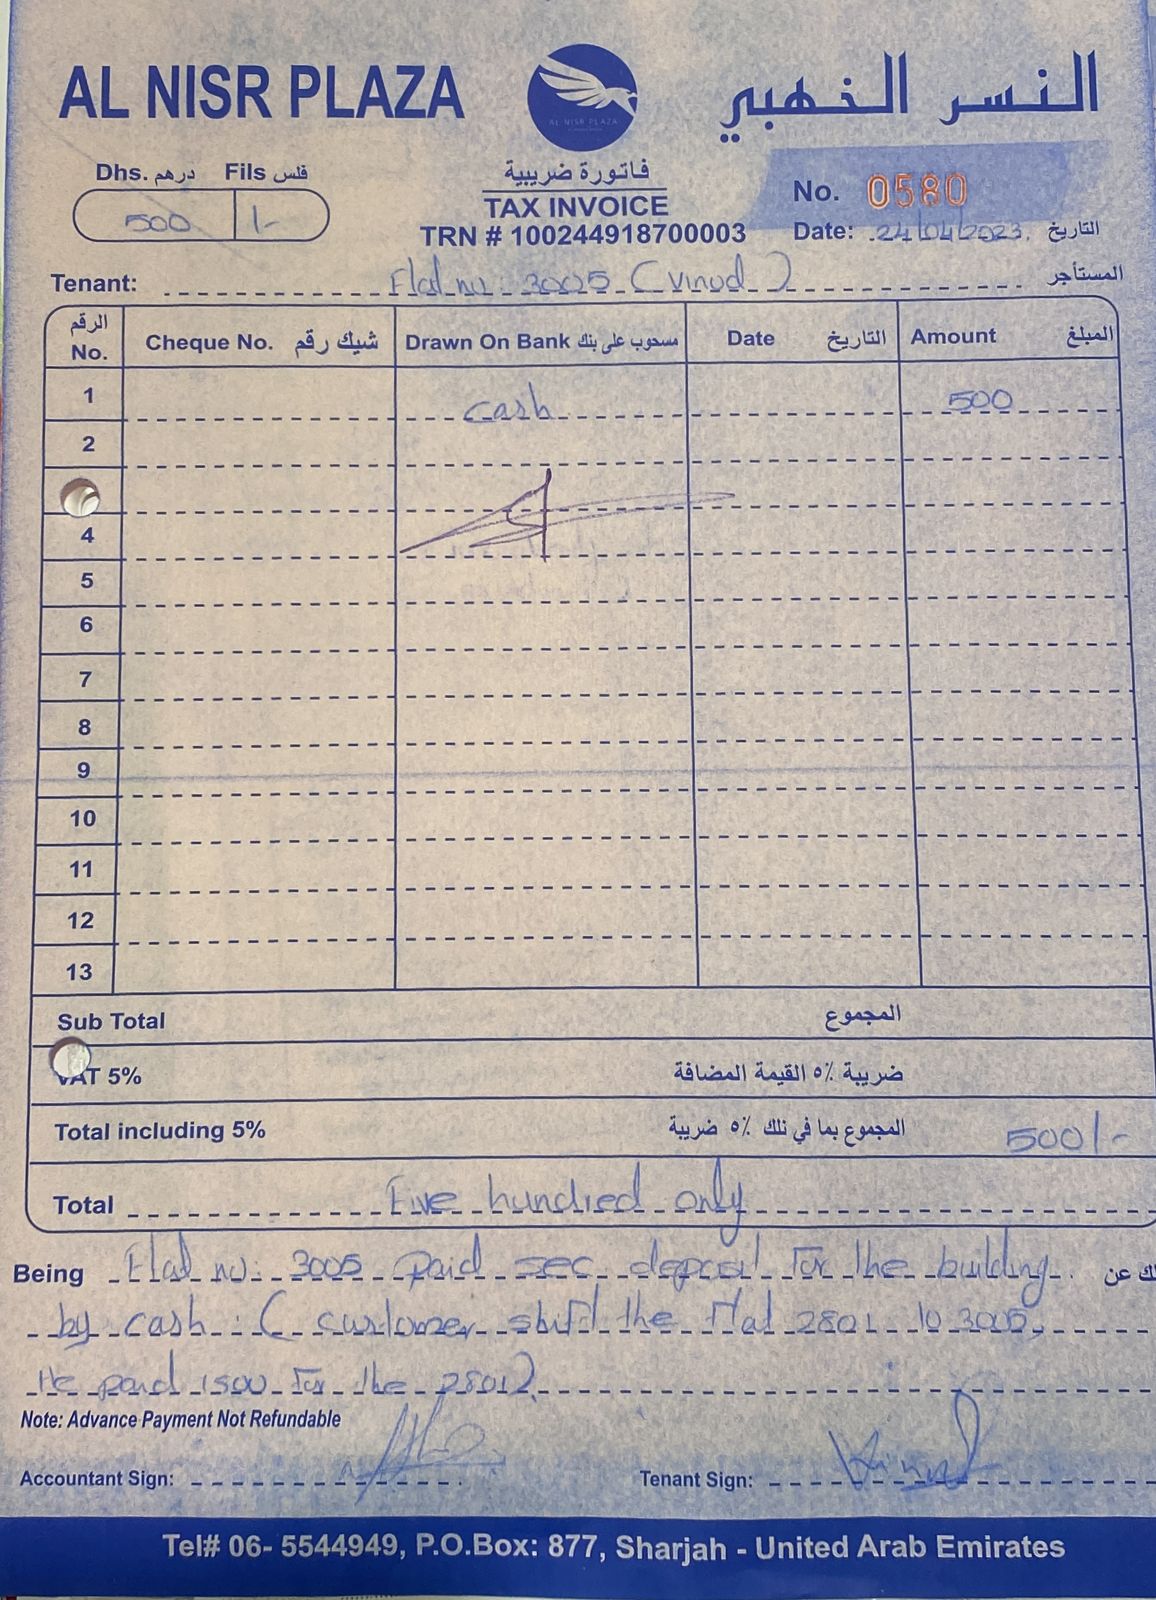 AL NISR PLAZA
AL NISR PLAZA
النسر الخهبي
Dhs. درهم Fils فلس
500 /-
فاتورة ضريبية
TAX INVOICE
TRN # 100244918700003
No. 0580
Date: 24/04/2023 التاريخ
Tenant: Flat no: 3005 (Vinod) المستأجر
الرقم No. Cheque No. شيك رقم Drawn On Bank مسحوب على بنك Date التاريخ Amount المبلغ
1 cash 500
2
4
5
6
7
8
9
10
11
12
13
Sub Total المجموع
VAT 5% ضريبة ٥٪ القيمة المضافة
Total including 5% المجموع بما في ذلك ٥٪ ضريبة 500/-
Total Five hundred only
Being Flat no: 3005 paid sec deposit for the building.
by cash. (customer shift the flat 2801 to 3005,
He paid 1500 for the 2801)
Note: Advance Payment Not Refundable
Accountant Sign: Tenant Sign:
Tel# 06- 5544949, P.O.Box: 877, Sharjah - United Arab Emirates